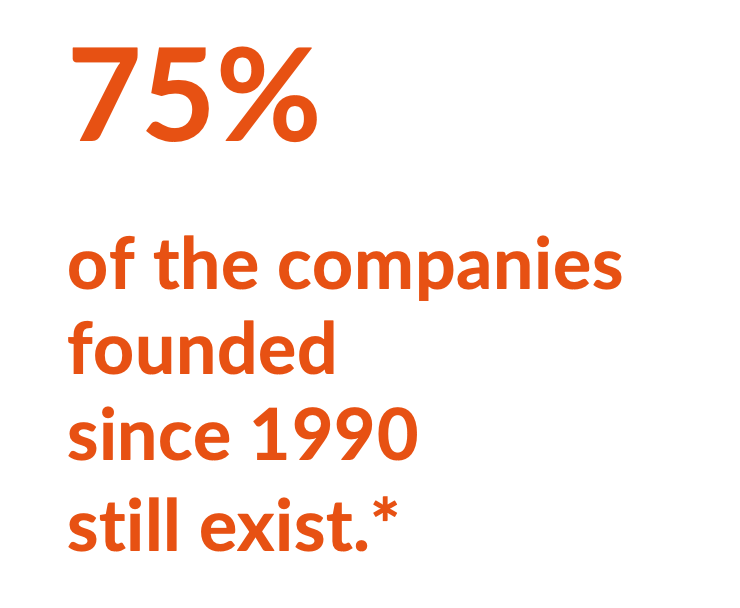 75%
of the companies
founded
since 1990
still exist.*